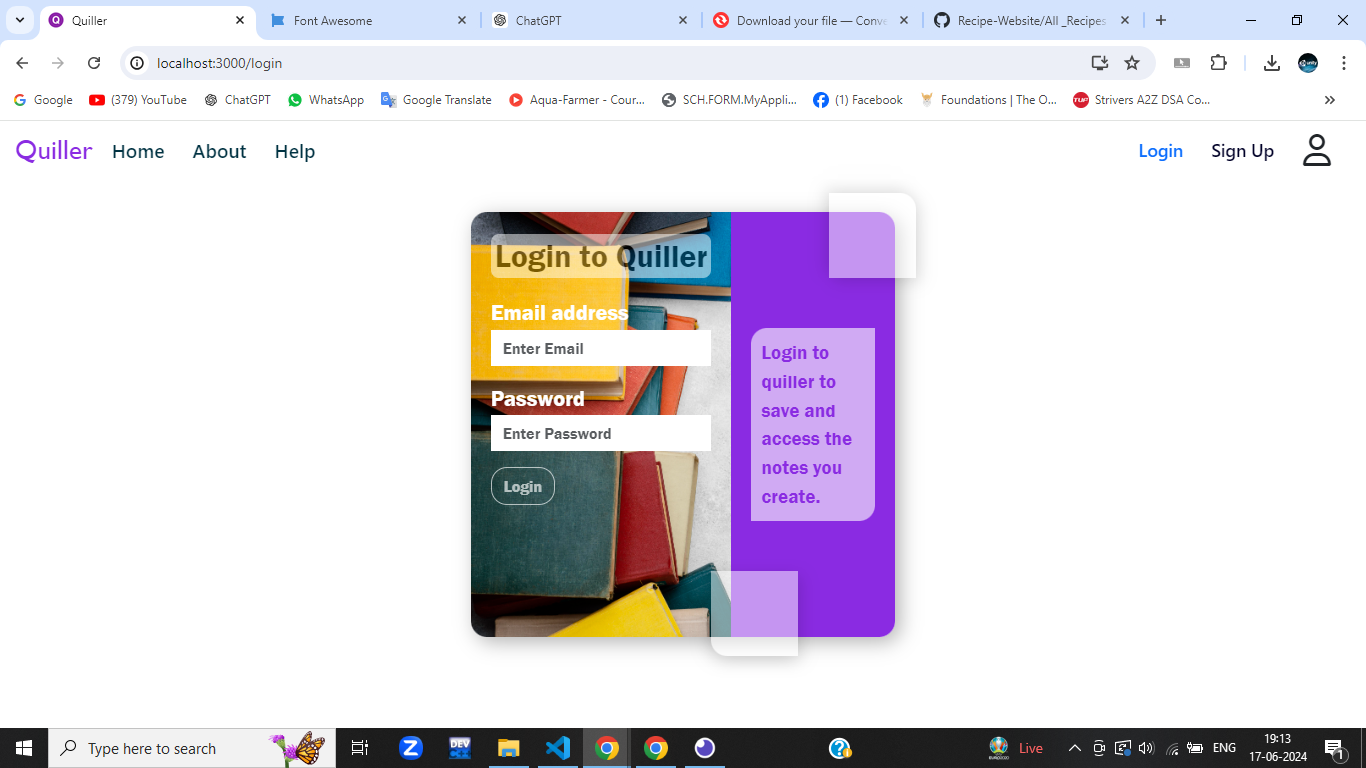 Quiller
Font Awesome
ChatGPT
Download your file — Conve
Recipe-Website/All _Recipes
localhost:3000/login
Google
(379) YouTube
ChatGPT
WhatsApp
Google Translate
Aqua-Farmer - Cour...
SCH.FORM.MyAppli...
(1) Facebook
Foundations | The O...
TUF
Strivers A2Z DSA Co...
Quiller
Home
About
Help
Login
Sign Up
Login to Quiller
Email address
Enter Email
Password
Enter Password
Login
Login to
quiller to
save and
access the
notes you
create.
Type here to search
DEV
Live
ENG
19:13
17-06-2024
1